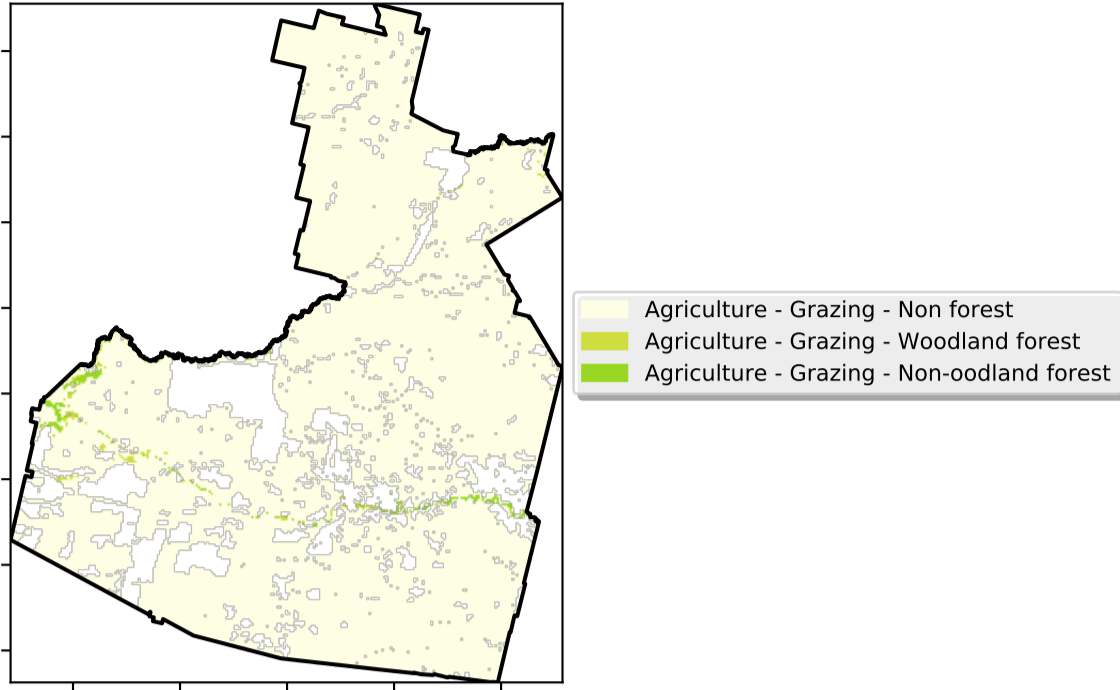 Agriculture - Grazing - Non forest
Agriculture - Grazing - Woodland forest
Agriculture - Grazing - Non-oodland forest